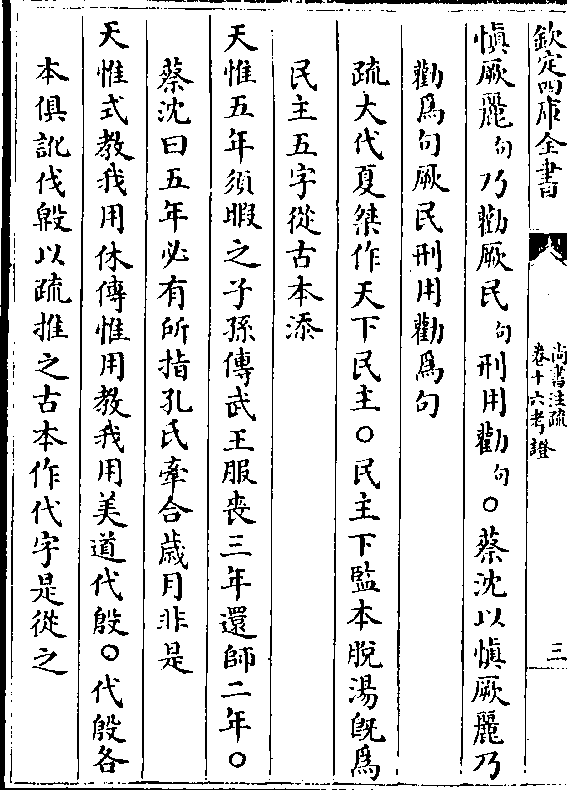 欽定四庫全書
尚書注疏
卷十六考證
三
慎厥麗句乃勸厥民句刑用勸句○蔡沈以慎厥麗乃
勸為句厥民刑用勸為句
疏大代夏桀作天下民主○民主下監本脫湯既為
民主五字從古本添
天惟五年須暇之子孫傳武王服喪三年還師二年○
蔡沈曰五年必有所指孔氏牽合歲月非是
天惟式教我用休傳惟用教我用美道代殷○代殷各
本俱訛伐殷以疏推之古本作代字是從之